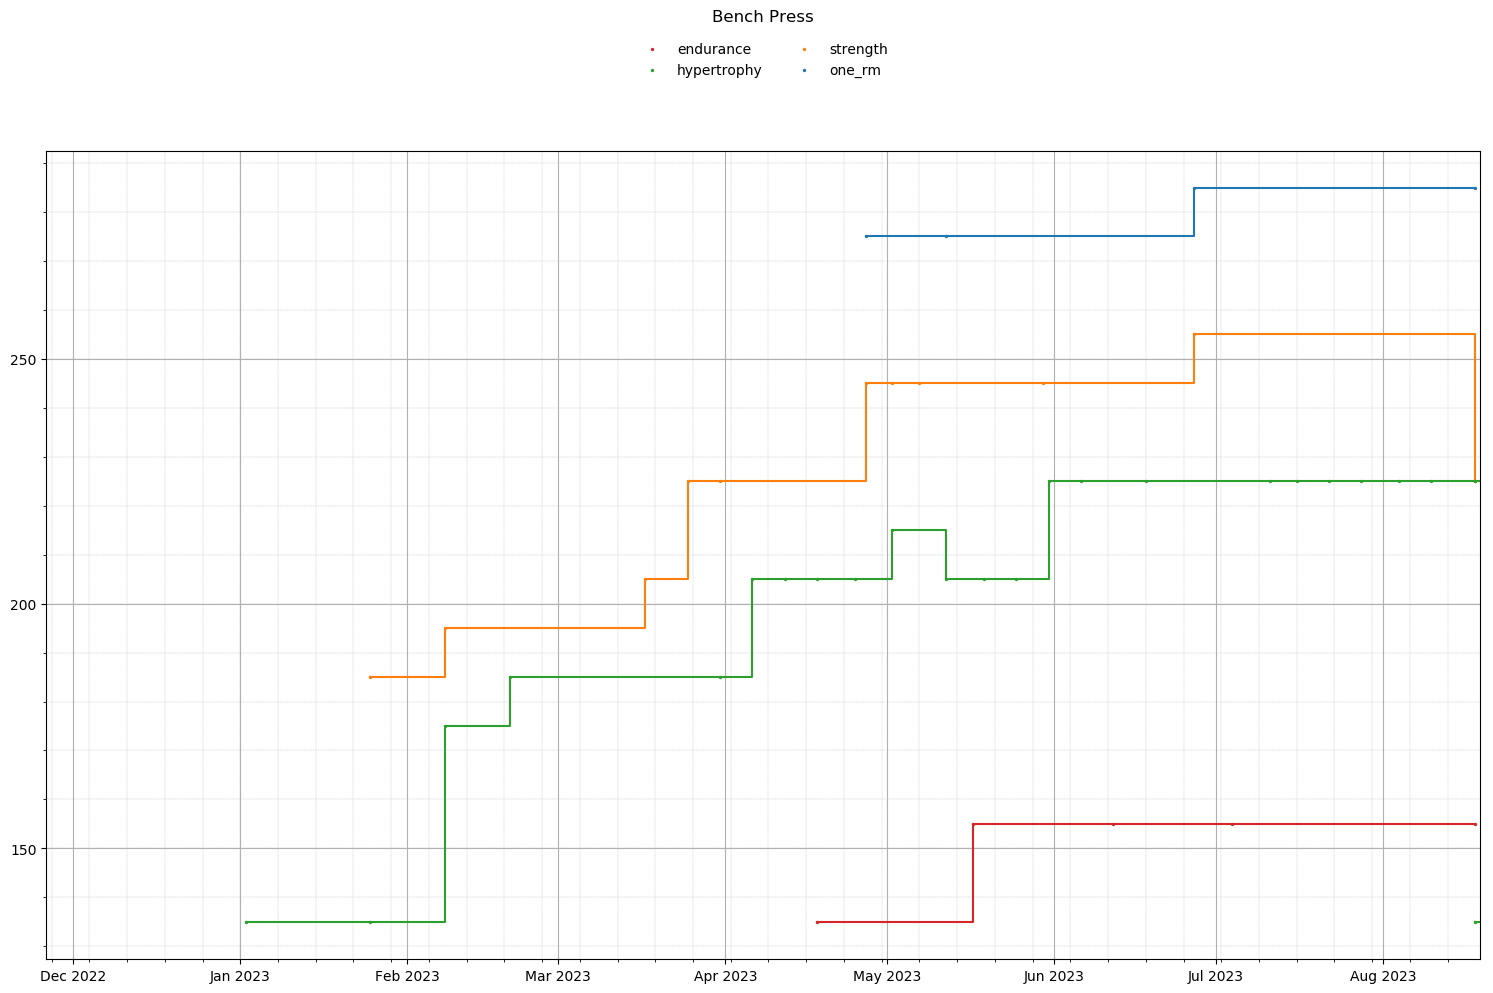 Bench Press
endurance strength
hypertrophy one_rm
250
200
150
Dec 2022 Jan 2023 Feb 2023 Mar 2023 Apr 2023 May 2023 Jun 2023 Jul 2023 Aug 2023